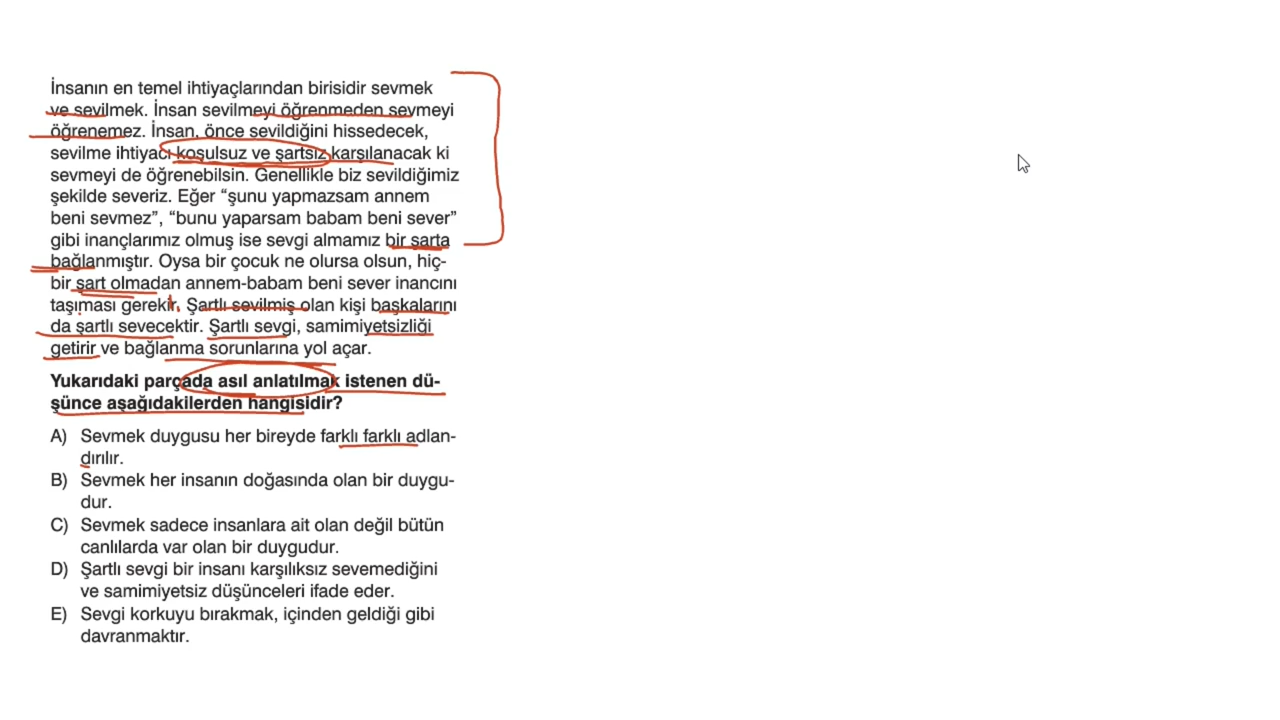 İnsanın en temel ihtiyaçlarından birisidir sevmek
ve sevilmek. İnsan sevilmeyi öğrenmeden sevmeyi
öğrenemez. İnsan, önce sevildiğini hissedecek,
sevilme ihtiyacı koşulsuz ve şartsız karşılanacak ki
sevmeyi de öğrenebilsin. Genellikle biz sevildiğimiz
şekilde severiz. Eğer “şunu yapmazsam annem
beni sevmez”, “bunu yaparsam babam beni sever”
gibi inançlarımız olmuş ise sevgi almamız bir şarta
bağlanmıştır. Oysa bir çocuk ne olursa olsun, hiç-
bir şart olmadan annem-babam beni sever inancını
taşıması gerekir. Şartlı sevilmiş olan kişi başkalarını
da şartlı sevecektir. Şartlı sevgi, samimiyetsizliği
getirir ve bağlanma sorunlarına yol açar.
Yukarıdaki parçada asıl anlatılmak istenen dü-
şünce aşağıdakilerden hangisidir?
A) Sevmek duygusu her bireyde farklı farklı adlan-
dırılır.
B) Sevmek her insanın doğasında olan bir duygu-
dur.
C) Sevmek sadece insanlara ait olan değil bütün
canlılarda var olan bir duygudur.
D) Şartlı sevgi bir insanı karşılıksız sevemediğini
ve samimiyetsiz düşünceleri ifade eder.
E) Sevgi korkuyu bırakmak, içinden geldiği gibi
davranmaktır.